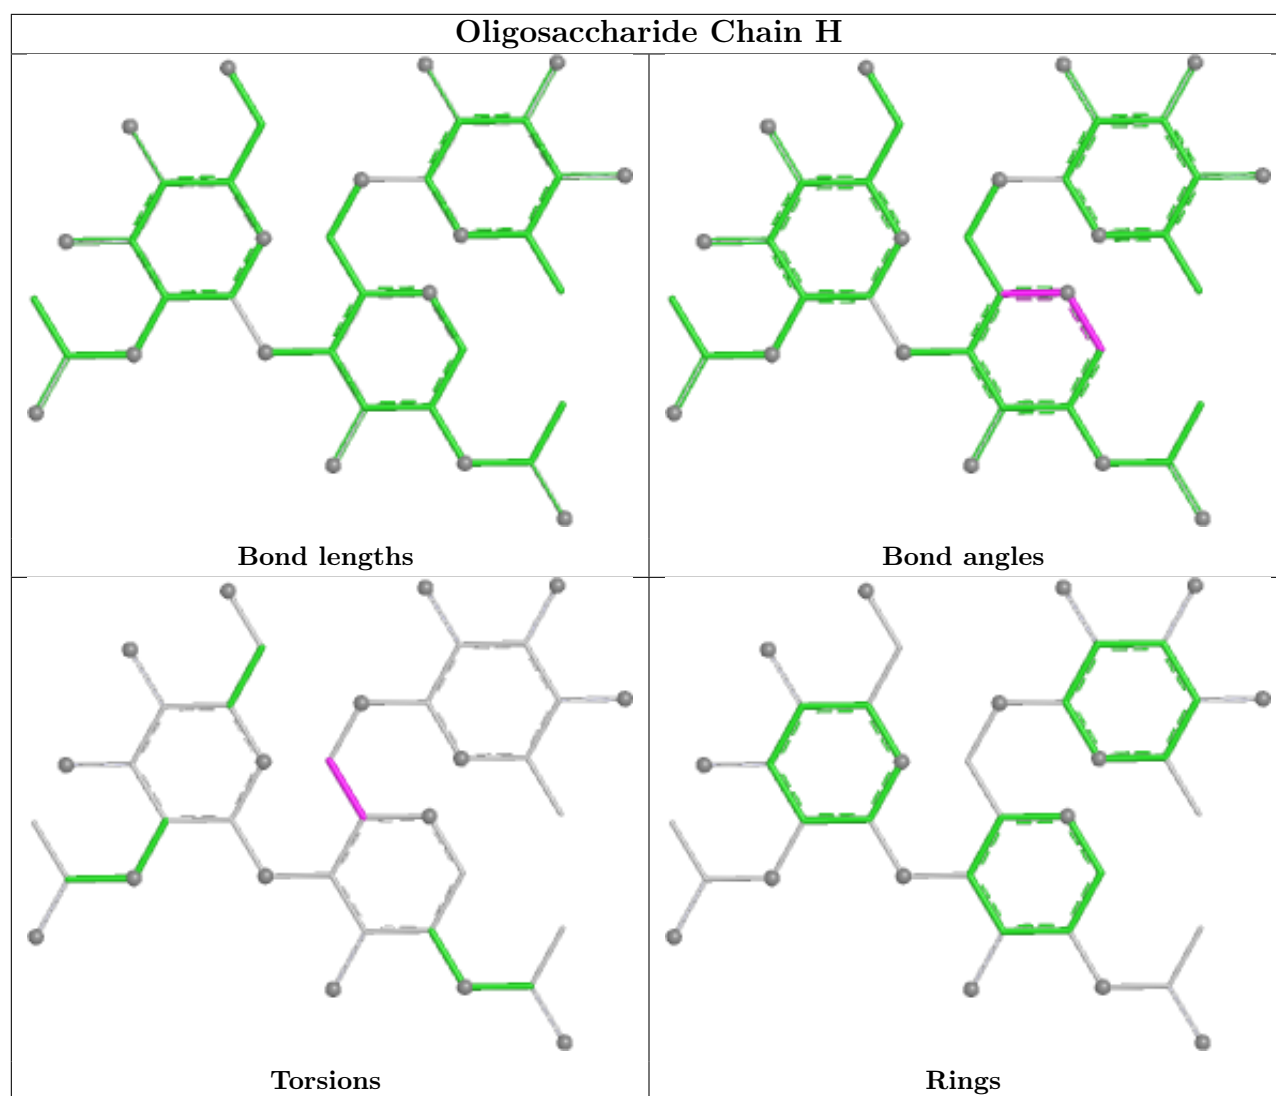 Oligosaccharide Chain H
Bond lengths
Bond angles
Torsions
Rings